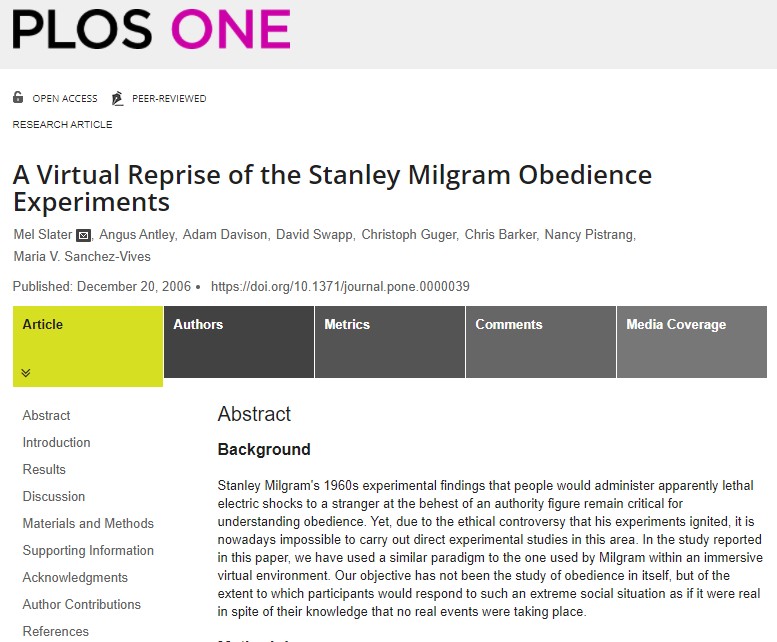 PLOS ONE
OPEN ACCESS PEER-REVIEWED
RESEARCH ARTICLE
A Virtual Reprise of the Stanley Milgram Obedience
Experiments
Mel Slater, Angus Antley, Adam Davison, David Swapp, Christoph Guger, Chris Barker, Nancy Pistrang,
Maria V. Sanchez-Vives
Published: December 20, 2006 • https://doi.org/10.1371/journal.pone.0000039
Article Authors Metrics Comments Media Coverage
Abstract
Introduction
Results
Discussion
Materials and Methods
Supporting Information
Acknowledgments
Author Contributions
References
Abstract
Background
Stanley Milgram's 1960s experimental findings that people would administer apparently lethal
electric shocks to a stranger at the behest of an authority figure remain critical for
understanding obedience. Yet, due to the ethical controversy that his experiments ignited, it is
nowadays impossible to carry out direct experimental studies in this area. In the study reported
in this paper, we have used a similar paradigm to the one used by Milgram within an immersive
virtual environment. Our objective has not been the study of obedience in itself, but of the
extent to which participants would respond to such an extreme social situation as if it were real
in spite of their knowledge that no real events were taking place.